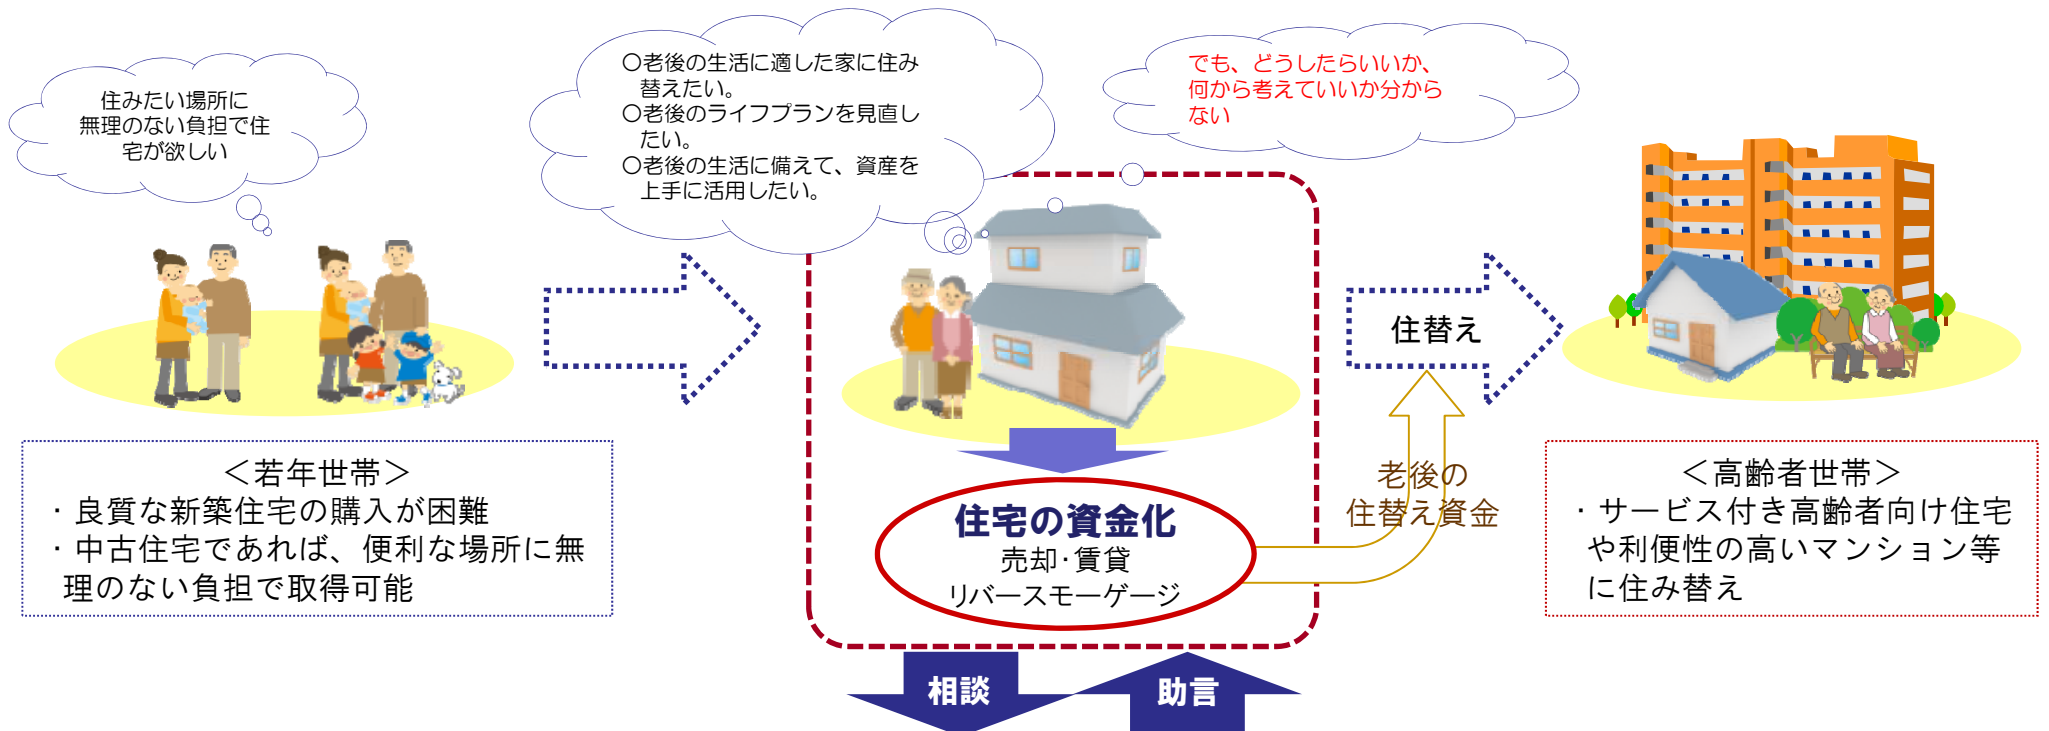 住みたい場所に
無理のない負担で住
宅が欲しい
○老後の生活に適した家に住み
替えたい。
○老後のライフプランを見直し
たい。
○老後の生活に備えて、資産を
上手に活用したい。
でも、どうしたらいいか、
何から考えていいか分から
ない
住替え
＜若年世帯＞
・良質な新築住宅の購入が困難
・中古住宅であれば、便利な場所に無
理のない負担で取得可能
住宅の資金化
売却・賃貸
リバースモーゲージ
老後の
住替え資金
＜高齢者世帯＞
・サービス付き高齢者向け住宅
や利便性の高いマンション等
に住み替え
相談
助言